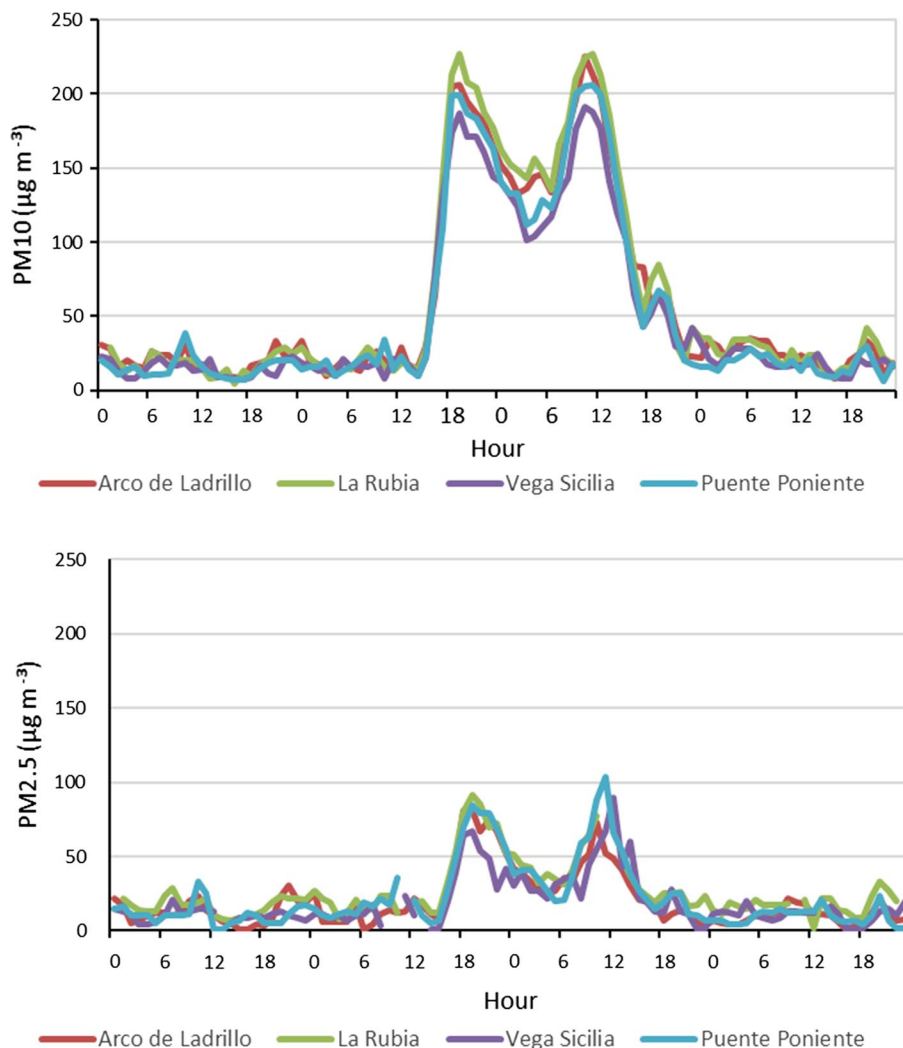 250
200
150
100
50
0
PM10 (µg m⁻³)
0 6 12 18 0 6 12 18 0 6 12 18 0 6 12 18
Hour
Arco de Ladrillo La Rubia Vega Sicilia Puente Poniente
250
200
150
100
50
0
PM2.5 (µg m⁻³)
0 6 12 18 0 6 12 18 0 6 12 18 0 6 12 18
Hour
Arco de Ladrillo La Rubia Vega Sicilia Puente Poniente